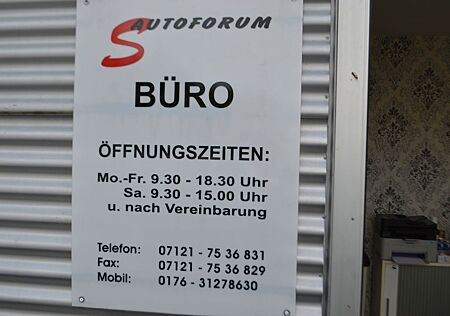 S AUTOFORUM
BÜRO
ÖFFNUNGSZEITEN:
Mo.-Fr. 9.30 - 18.30 Uhr
Sa. 9.30 - 15.00 Uhr
u. nach Vereinbarung
Telefon: 07121 - 75 36 831
Fax: 07121 - 75 36 829
Mobil: 0176 - 31278630